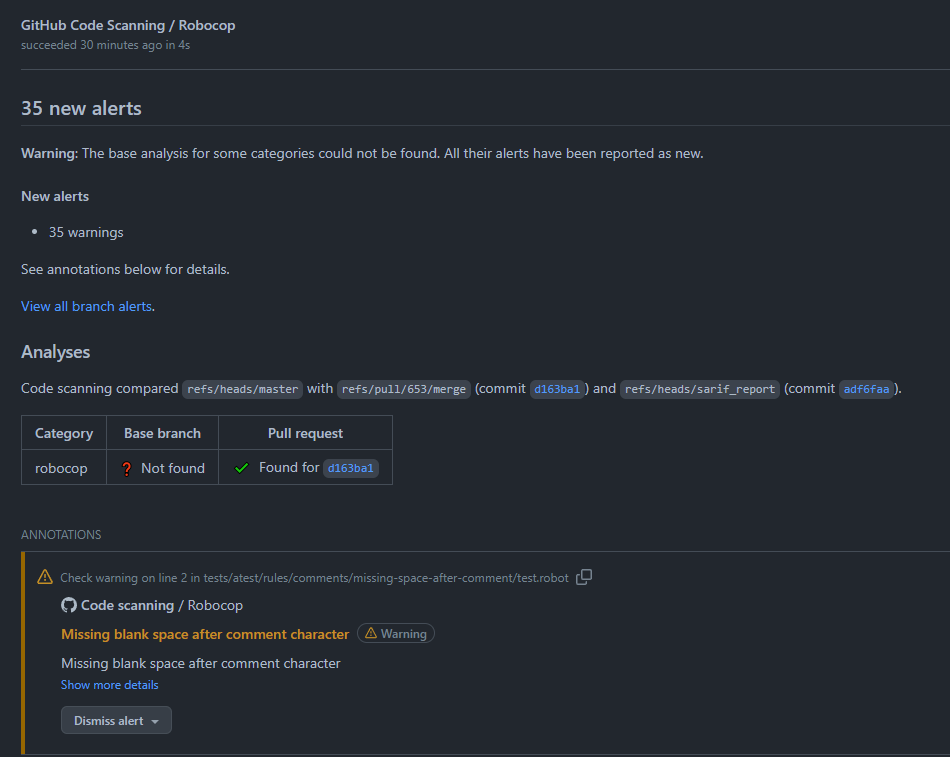 GitHub Code Scanning / Robocop
succeeded 30 minutes ago in 4s
35 new alerts
Warning: The base analysis for some categories could not be found. All their alerts have been reported as new.
New alerts
• 35 warnings
See annotations below for details.
View all branch alerts.
Analyses
Code scanning compared refs/heads/master with refs/pull/653/merge (commit d163ba1) and refs/heads/sarif_report (commit adf6faa).
Category Base branch Pull request
robocop ❓ Not found ✓ Found for d163ba1
ANNOTATIONS
Check warning on line 2 in tests/atest/rules/comments/missing-space-after-comment/test.robot
Code scanning / Robocop
Missing blank space after comment character Warning
Missing blank space after comment character
Show more details
Dismiss alert